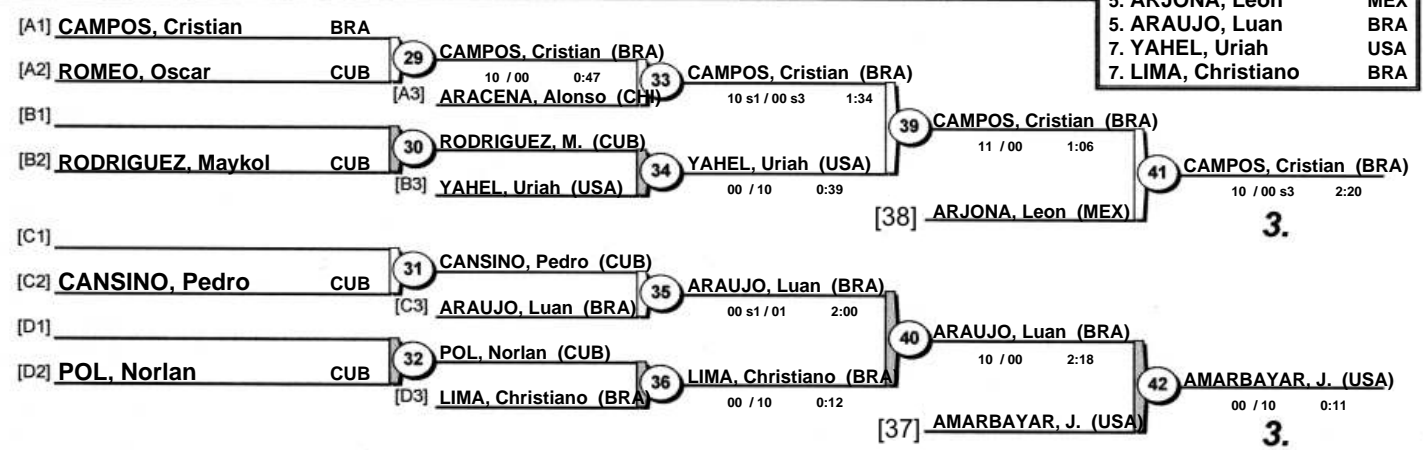 5. ARJONA, Leon MEX
5. ARAUJO, Luan BRA
7. YAHEL, Uriah USA
7. LIMA, Christiano BRA
[A1] CAMPOS, Cristian BRA
29 CAMPOS, Cristian (BRA)
[A2] ROMEO, Oscar CUB
10 / 00 0:47
33 CAMPOS, Cristian (BRA)
[A3] ARACENA, Alonso (CHI)
10 s1 / 00 s3 1:34
[B1]
39 CAMPOS, Cristian (BRA)
30 RODRIGUEZ, M. (CUB)
11 / 00 1:06
[B2] RODRIGUEZ, Maykol CUB
34 YAHEL, Uriah (USA)
41 CAMPOS, Cristian (BRA)
[B3] YAHEL, Uriah (USA)
00 / 10 0:39
10 / 00 s3 2:20
[38] ARJONA, Leon (MEX)
3.
[C1]
31 CANSINO, Pedro (CUB)
[C2] CANSINO, Pedro CUB
35 ARAUJO, Luan (BRA)
[C3] ARAUJO, Luan (BRA)
00 s1 / 01 2:00
[D1]
40 ARAUJO, Luan (BRA)
32 POL, Norlan (CUB)
10 / 00 2:18
[D2] POL, Norlan CUB
36 LIMA, Christiano (BRA)
42 AMARBAYAR, J. (USA)
[D3] LIMA, Christiano (BRA)
00 / 10 0:12
00 / 10 0:11
[37] AMARBAYAR, J. (USA)
3.